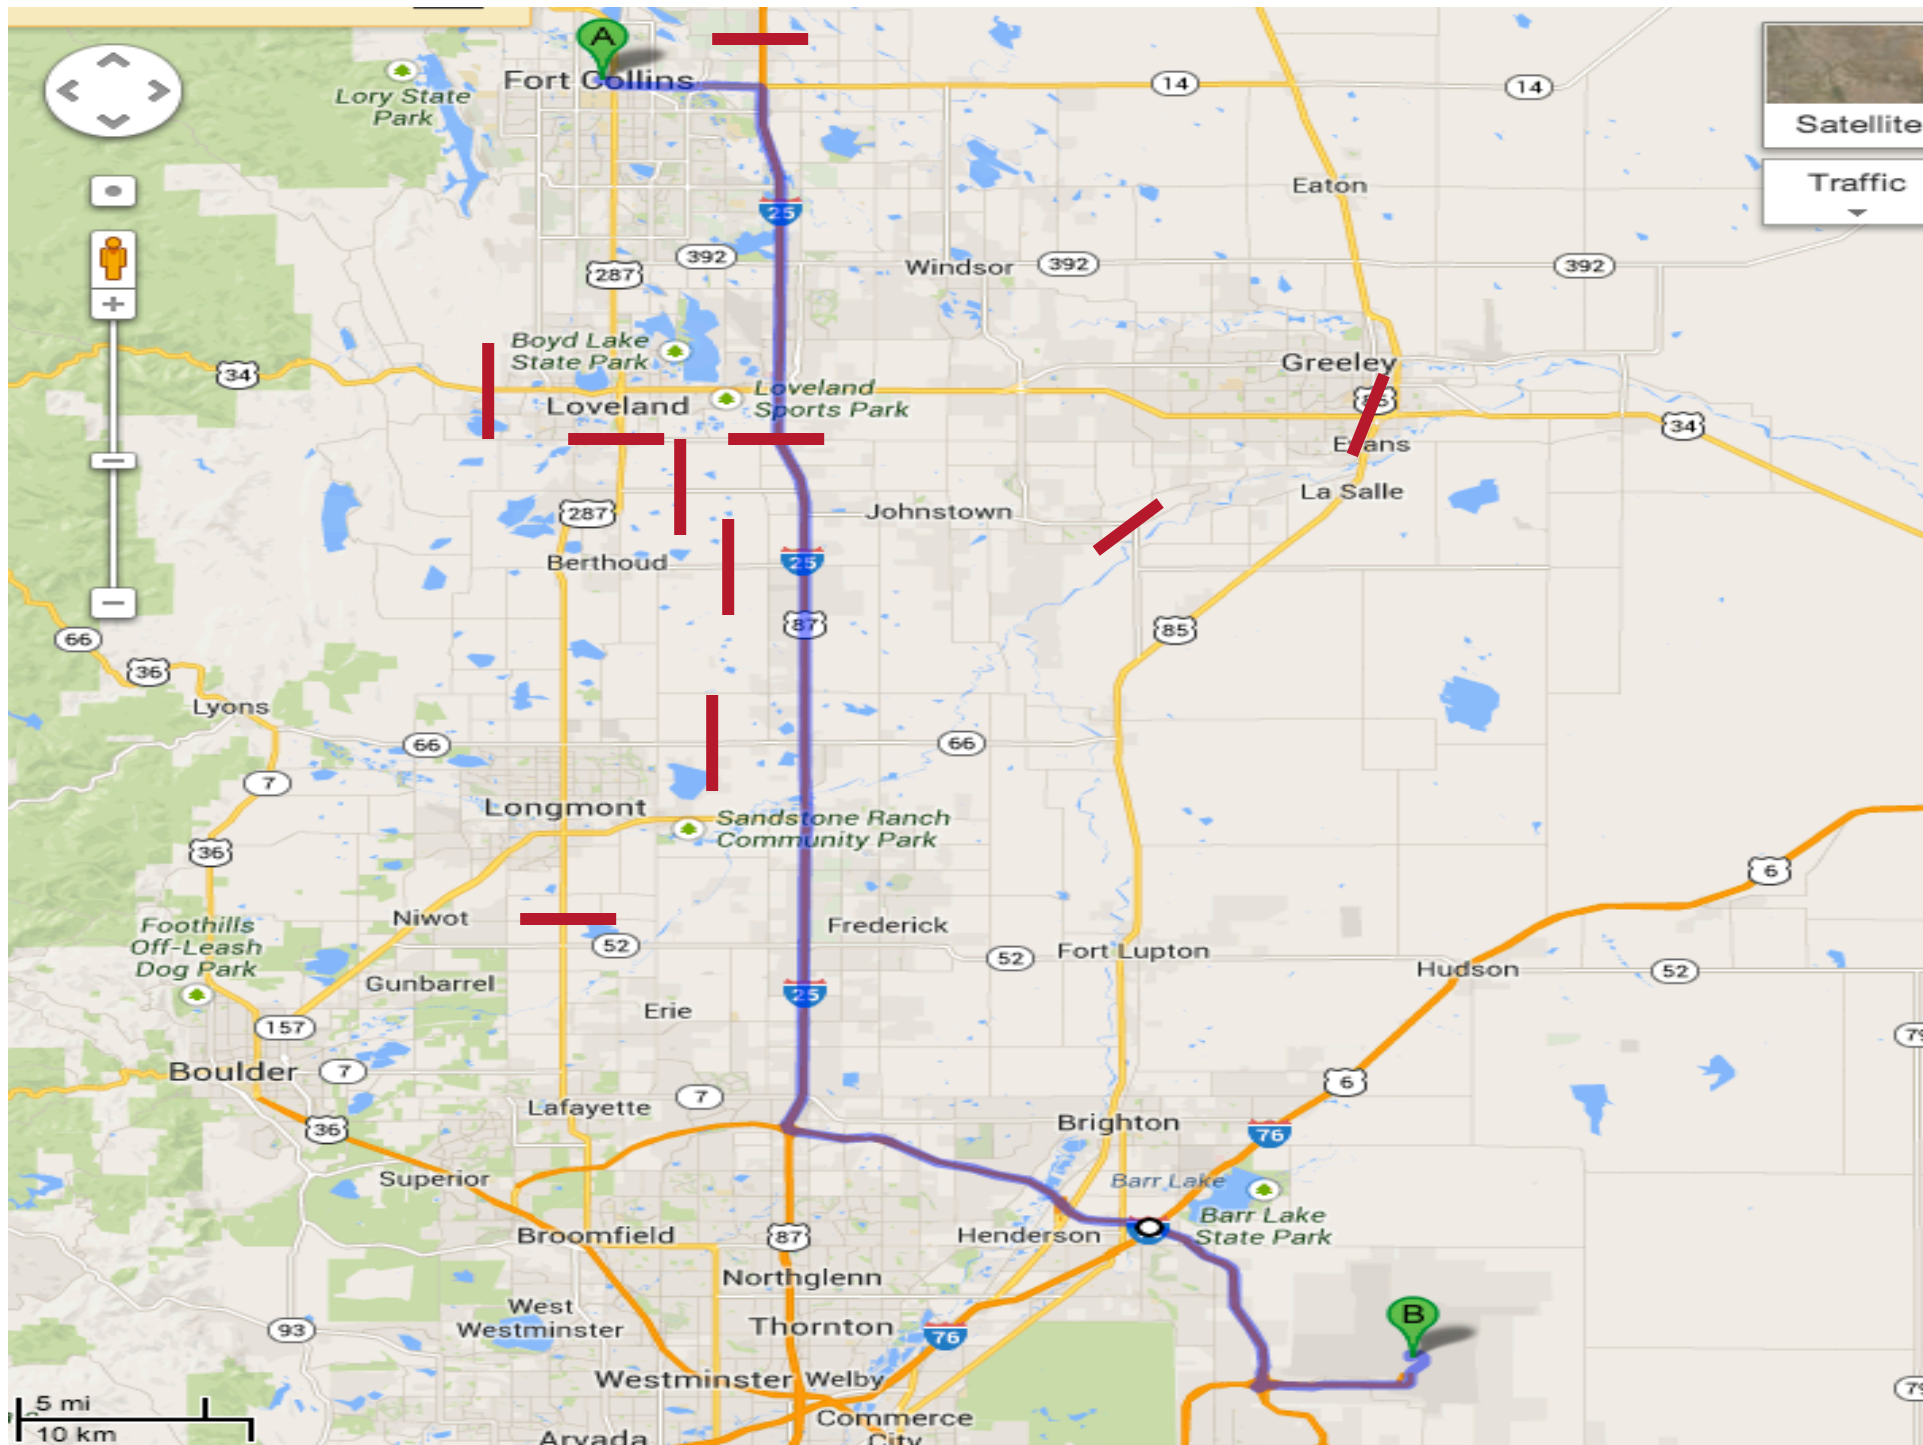 A
Fort Collins
14
14
Lory State
Park
Satellite
Traffic
Eaton
25
392
Windsor
392
392
287
Boyd Lake
State Park
Greeley
34
Loveland
Sports Park
Loveland
85
34
Evans
La Salle
287
Johnstown
Berthoud
25
87
85
66
36
Lyons
66
66
7
Longmont
Sandstone Ranch
Community Park
36
6
Niwot
Frederick
Foothills
Off-Leash
Dog Park
52
52
Fort Lupton
Hudson
52
Gunbarrel
25
Erie
157
79
Boulder
7
6
7
Lafayette
Brighton
36
76
Superior
Barr Lake
Barr Lake
State Park
Broomfield
87
Henderson
Northglenn
West
Westminster
B
93
Thornton
76
Westminster
Welby
79
5 mi
10 km
Commerce
City
Arvada